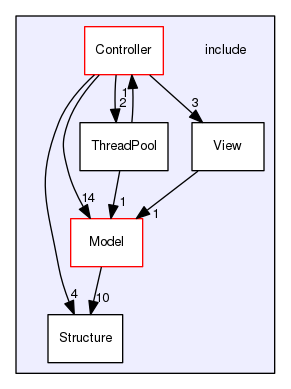 Controller
include
1
2
3
ThreadPool
View
14
1
1
Model
4
10
Structure